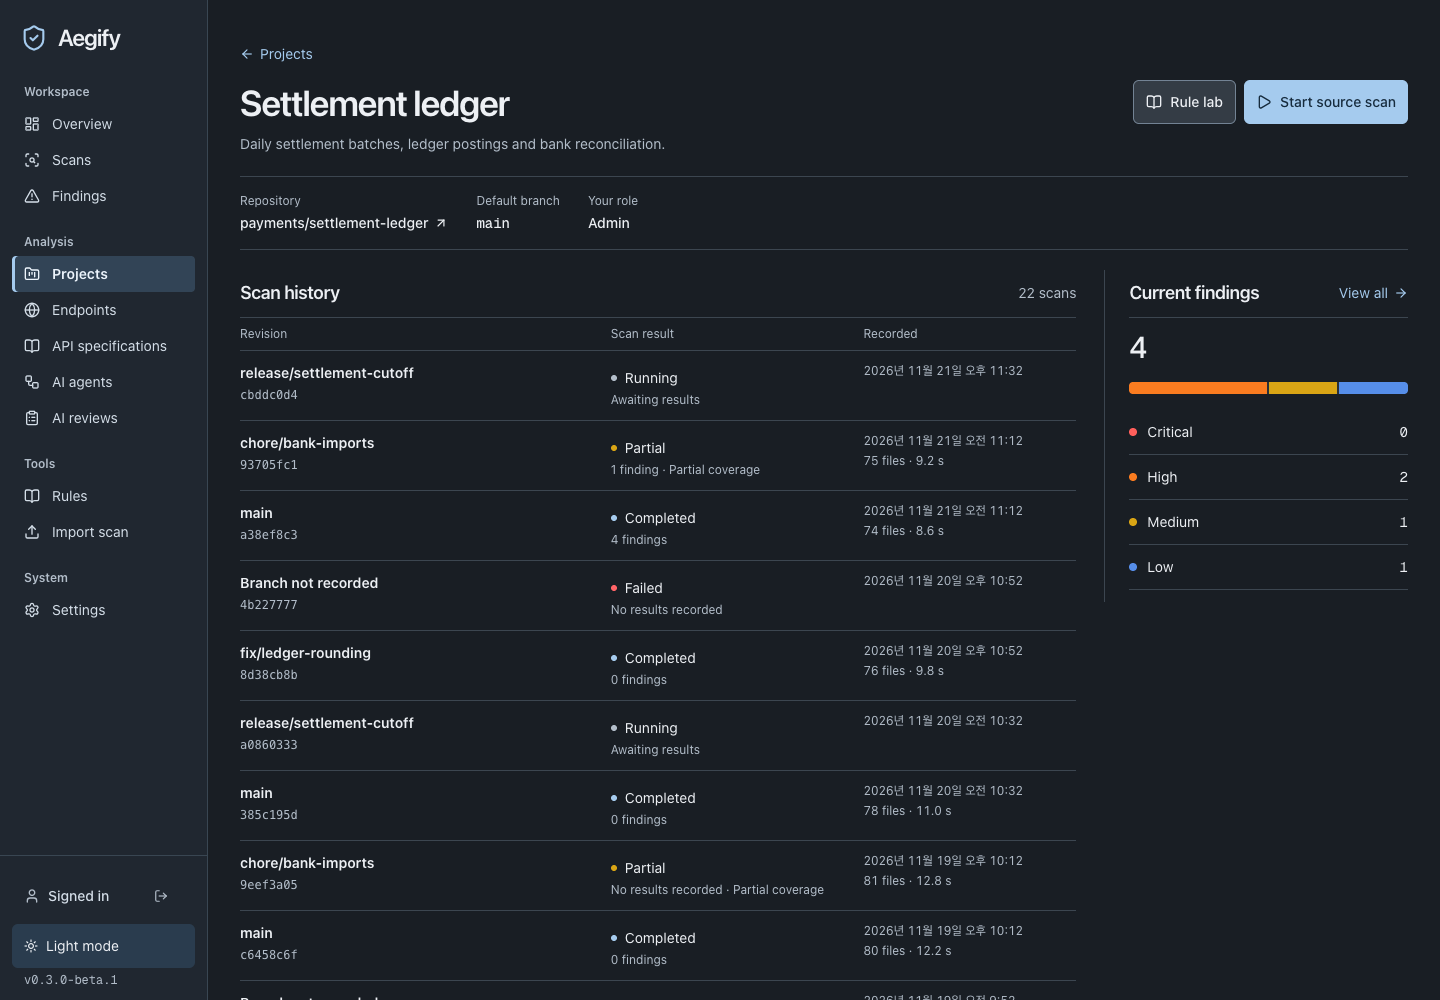 Aegify
Workspace
Overview
Scans
Findings
Analysis
Projects
Endpoints
API specifications
AI agents
AI reviews
Tools
Rules
Import scan
System
Settings
Signed in
Light mode
v0.3.0-beta.1
Projects
Settlement ledger
Daily settlement batches, ledger postings and bank reconciliation.
Rule lab
Start source scan
Repository
payments/settlement-ledger
Default branch
main
Your role
Admin
Scan history
22 scans
Revision
Scan result
Recorded
release/settlement-cutoff
cbddc0d4
Running
Awaiting results
2026년 11월 21일 오후 11:32
chore/bank-imports
93705fc1
Partial
1 finding · Partial coverage
2026년 11월 21일 오전 11:12
75 files · 9.2 s
main
a38ef8c3
Completed
4 findings
2026년 11월 21일 오전 11:12
74 files · 8.6 s
Branch not recorded
4b227777
Failed
No results recorded
2026년 11월 20일 오후 10:52
fix/ledger-rounding
8d38cb8b
Completed
0 findings
2026년 11월 20일 오후 10:52
76 files · 9.8 s
release/settlement-cutoff
a0860333
Running
Awaiting results
2026년 11월 20일 오전 10:32
main
385c195d
Completed
0 findings
2026년 11월 20일 오전 10:32
78 files · 11.0 s
chore/bank-imports
9eef3a05
Partial
No results recorded · Partial coverage
2026년 11월 19일 오후 10:12
81 files · 12.8 s
main
c6458c6f
Completed
0 findings
2026년 11월 19일 오전 10:12
80 files · 12.2 s
Current findings
View all
4
Critical
0
High
2
Medium
1
Low
1